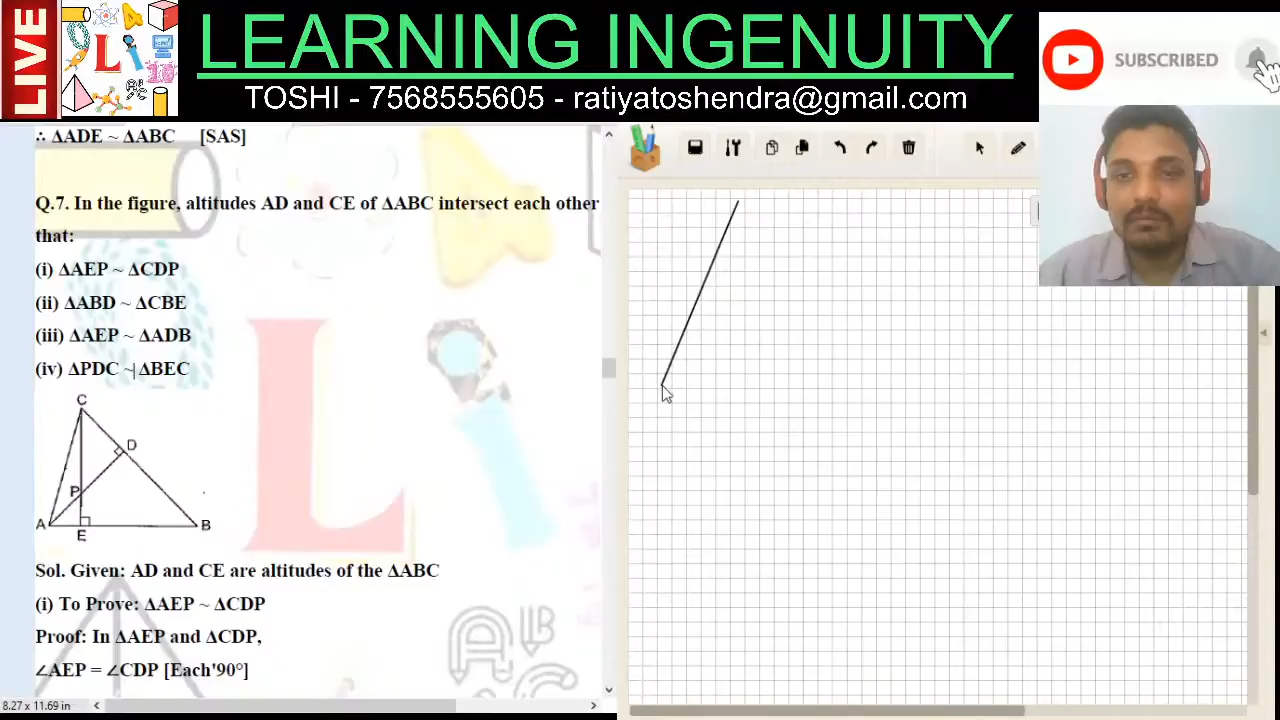 LIVE
LEARNING INGENUITY
TOSHI - 7568555605 - ratiyatoshendra@gmail.com
SUBSCRIBED
∴ ΔADE ~ ΔABC [SAS]
Q.7. In the figure, altitudes AD and CE of ΔABC intersect each other
that:
(i) ΔAEP ~ ΔCDP
(ii) ΔABD ~ ΔCBE
(iii) ΔAEP ~ ΔADB
(iv) ΔPDC ~ ΔBEC
C
D
P
A
B
E
Sol. Given: AD and CE are altitudes of the ΔABC
(i) To Prove: ΔAEP ~ ΔCDP
Proof: In ΔAEP and ΔCDP,
∠AEP = ∠CDP [Each'90°]
8.27 x 11.69 in